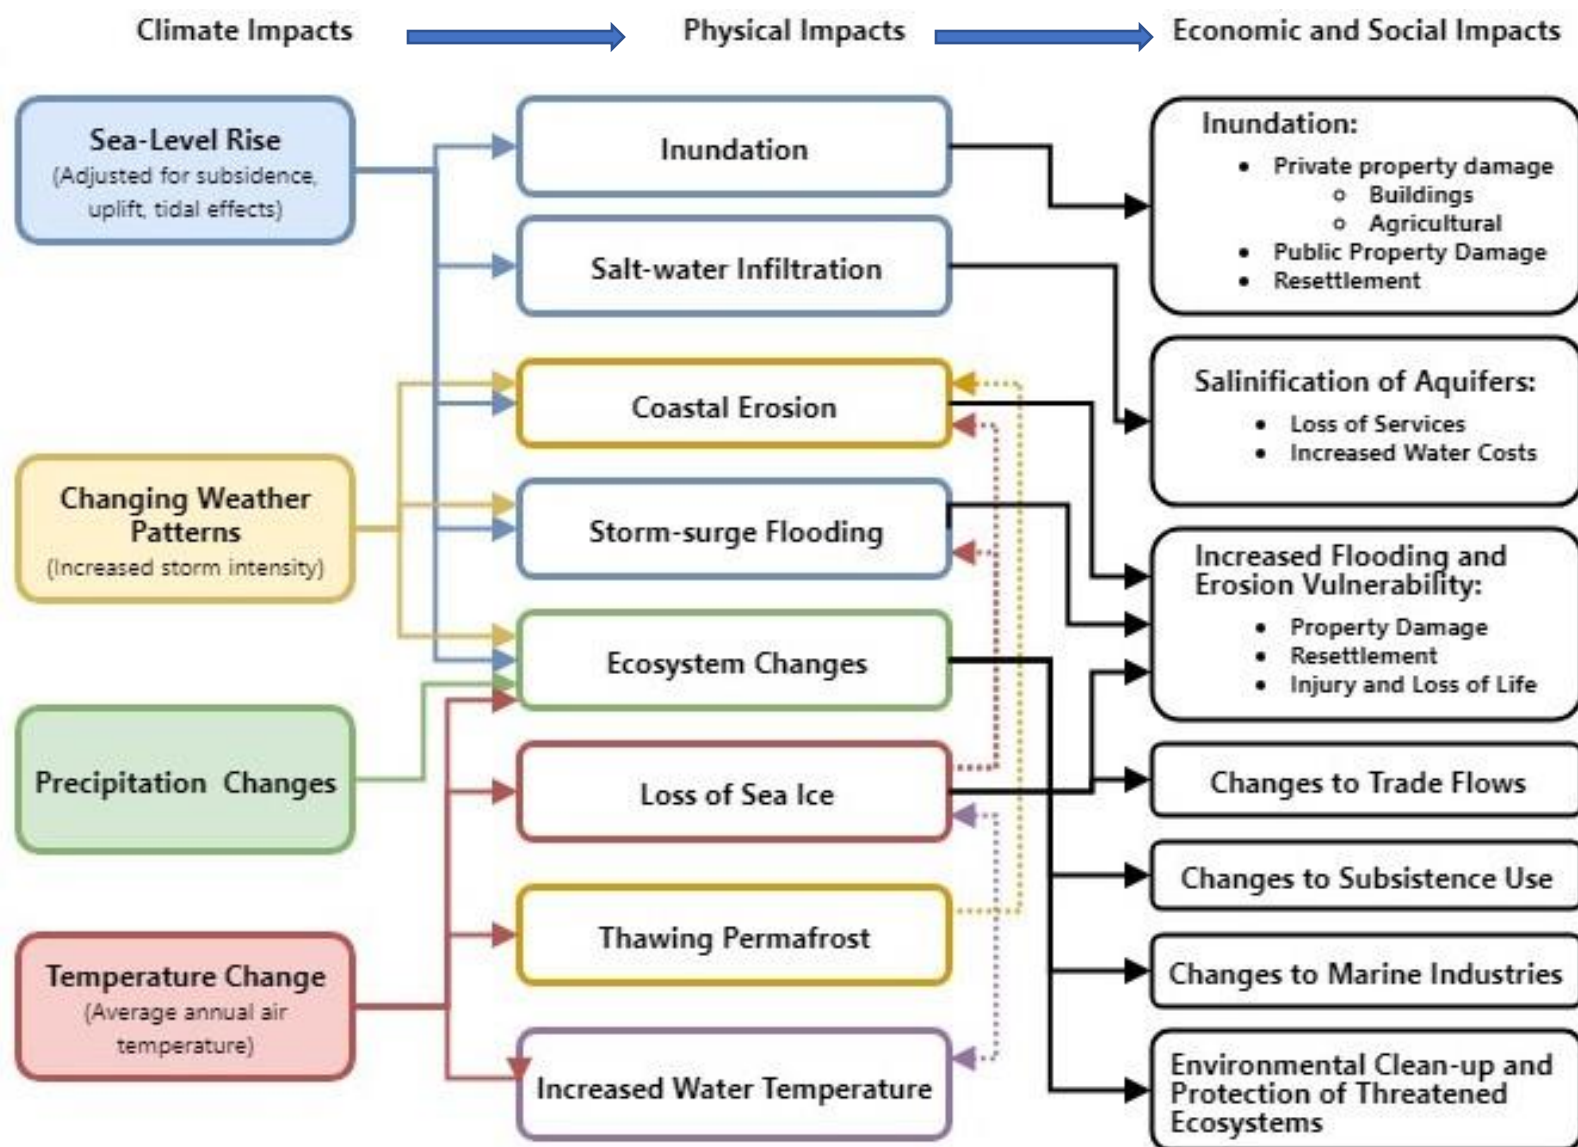 Climate Impacts
Physical Impacts
Economic and Social Impacts
Sea-Level Rise
(Adjusted for subsidence,
uplift, tidal effects)
Changing Weather
Patterns
(Increased storm intensity)
Precipitation Changes
Temperature Change
(Average annual air
temperature)
Inundation
Salt-water Infiltration
Coastal Erosion
Storm-surge Flooding
Ecosystem Changes
Loss of Sea Ice
Thawing Permafrost
Increased Water Temperature
Inundation:
• Private property damage
○ Buildings
○ Agricultural
• Public Property Damage
• Resettlement
Salinification of Aquifers:
• Loss of Services
• Increased Water Costs
Increased Flooding and
Erosion Vulnerability:
• Property Damage
• Resettlement
• Injury and Loss of Life
Changes to Trade Flows
Changes to Subsistence Use
Changes to Marine Industries
Environmental Clean-up and
Protection of Threatened
Ecosystems